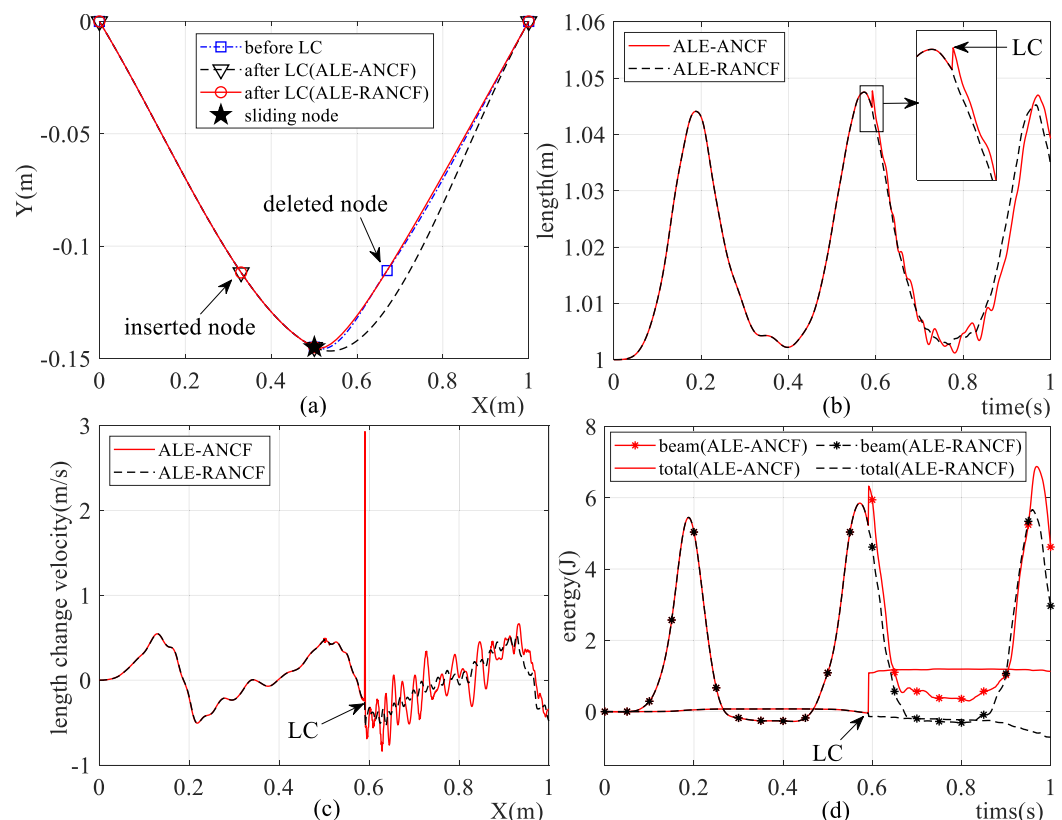 0
-0.05
-0.1
-0.15
Y(m)
before LC
after LC(ALE-ANCF)
after LC(ALE-RANCF)
sliding node
deleted node
inserted node
0
0.2
0.4
0.6
0.8
1
(a)
X(m)
1.06
1.05
1.04
1.03
1.02
1.01
1
length(m)
ALE-ANCF
ALE-RANCF
LC
0
0.2
0.4
0.6
0.8
1
(b)
time(s)
3
2
1
0
-1
length change velocity(m/s)
ALE-ANCF
ALE-RANCF
LC
0
0.2
0.4
0.6
0.8
1
(c)
X(m)
8
6
4
2
0
energy(J)
beam(ALE-ANCF)
beam(ALE-RANCF)
total(ALE-ANCF)
total(ALE-RANCF)
LC
0
0.2
0.4
0.6
0.8
1
(d)
tims(s)